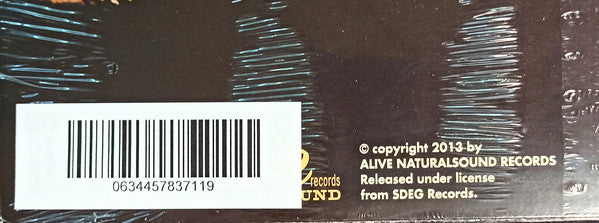 0634457837119
records
UND
© copyright 2013 by
ALIVE NATURALSOUND RECORDS
Released under license
from SDEG Records.